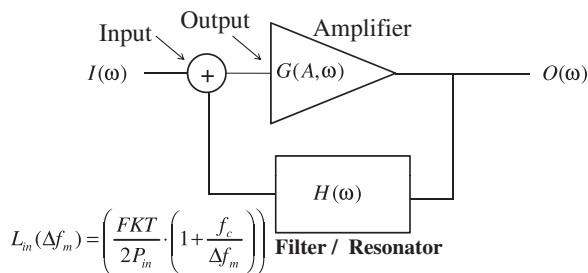 Output
Amplifier
Input
I(ω)
+
G(A,ω)
O(ω)
H(ω)
L_in(Δf_m) = ( FKT / 2P_in · ( 1 + f_c / Δf_m ) )
Filter / Resonator